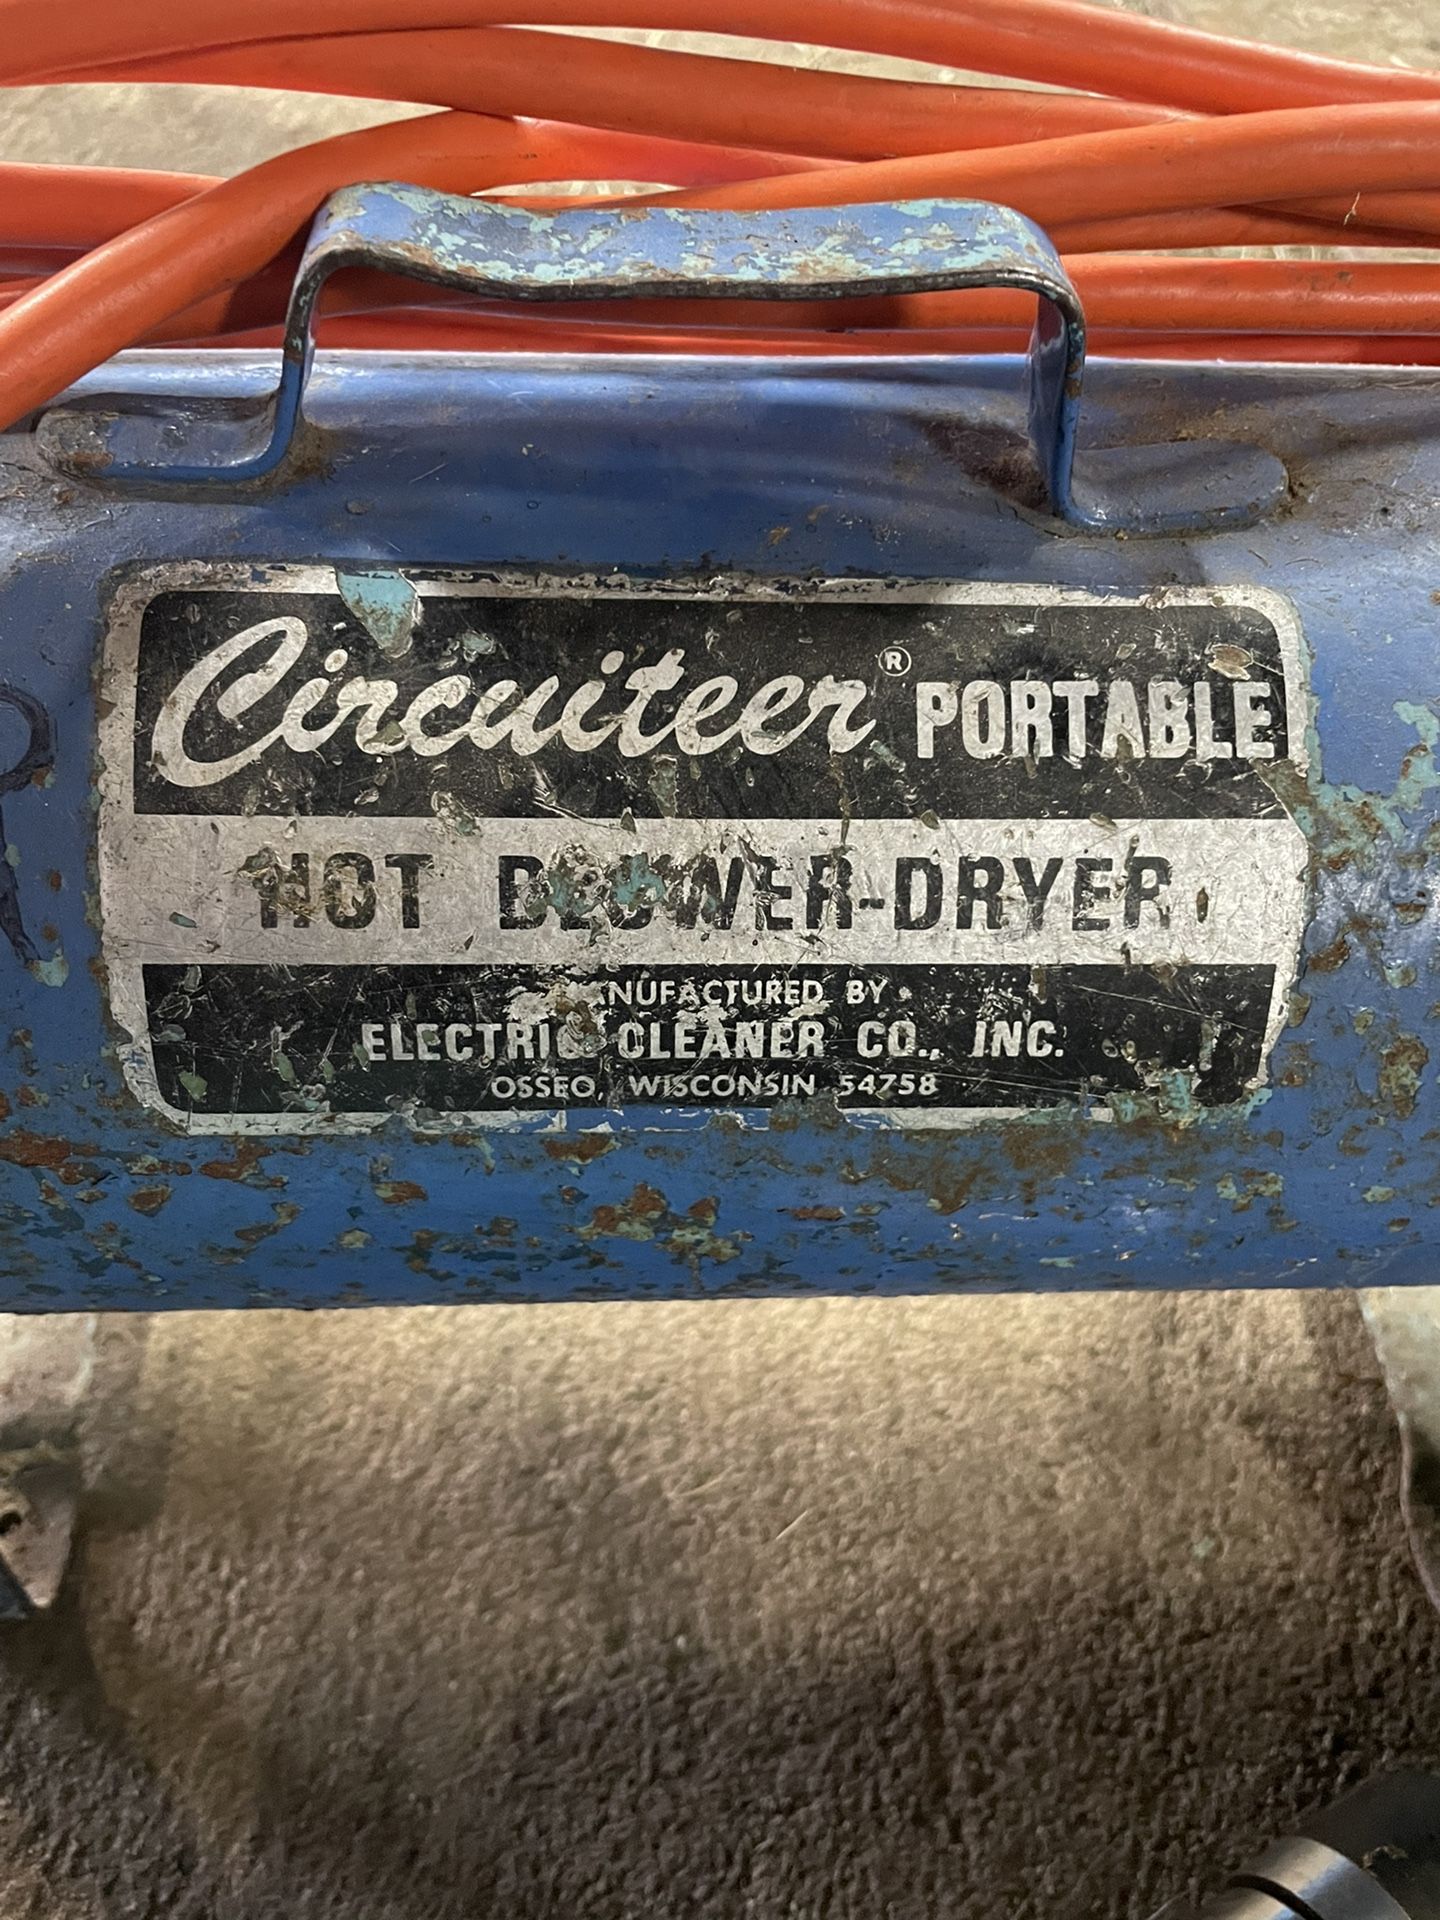 Circuiteer® PORTABLE
HOT BLOWER-DRYER
MANUFACTURED BY
ELECTRIC CLEANER CO., INC.
OSSEO, WISCONSIN 54758